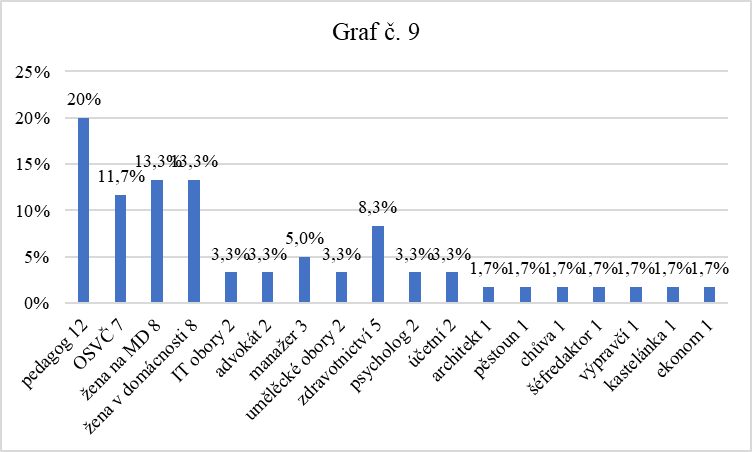 Graf č. 9
25%
20%
15%
10%
5%
0%
20%
11,7%
13,3%
13,3%
3,3%
3,3%
5,0%
3,3%
8,3%
3,3%
3,3%
1,7%
1,7%
1,7%
1,7%
1,7%
1,7%
1,7%
pedagog 12
OSVČ 7
žena na MD 8
žena v domácnosti 8
IT obory 2
advokát 2
manažer 3
umělěcké obory 2
zdravotnictví 5
psycholog 2
účetní 2
architekt 1
pěstoun 1
chůva 1
šéfredaktor 1
výpravčí 1
kastelánka 1
ekonom 1